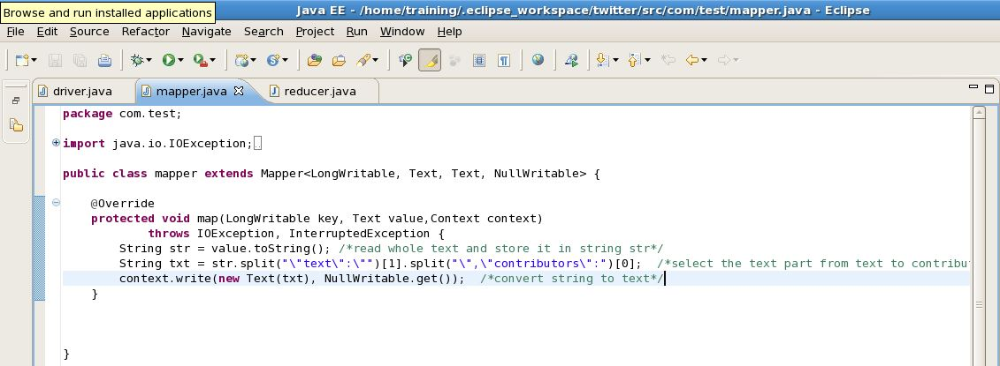 Browse and run installed applications
Java EE - /home/training/.eclipse_workspace/twitter/src/com/test/mapper.java - Eclipse
File Edit Source Refactor Navigate Search Project Run Window Help
driver.java mapper.java reducer.java
package com.test;
import java.io.IOException;
public class mapper extends Mapper<LongWritable, Text, Text, NullWritable> {
@Override
protected void map(LongWritable key, Text value,Context context)
throws IOException, InterruptedException {
String str = value.toString(); /*read whole text and store it in string str*/
String txt = str.split("\"text\":\"")[1].split("\",\"contributors\":")[0];  /*select the text part from text to contribu
context.write(new Text(txt), NullWritable.get());  /*convert string to text*/
}
}